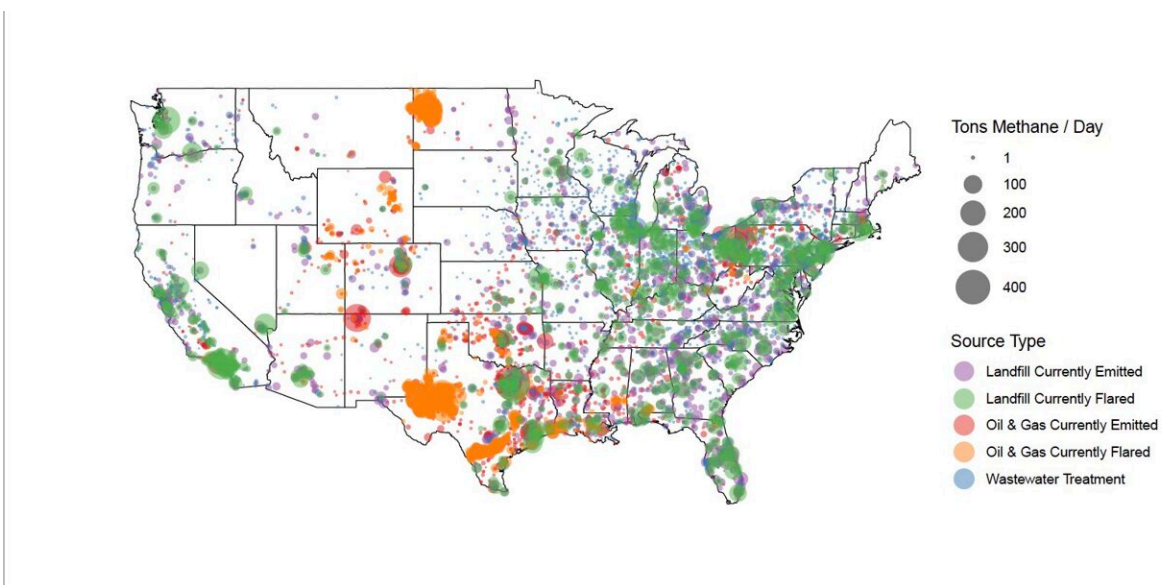 Tons Methane / Day
1
100
200
300
400
Source Type
Landfill Currently Emitted
Landfill Currently Flared
Oil & Gas Currently Emitted
Oil & Gas Currently Flared
Wastewater Treatment